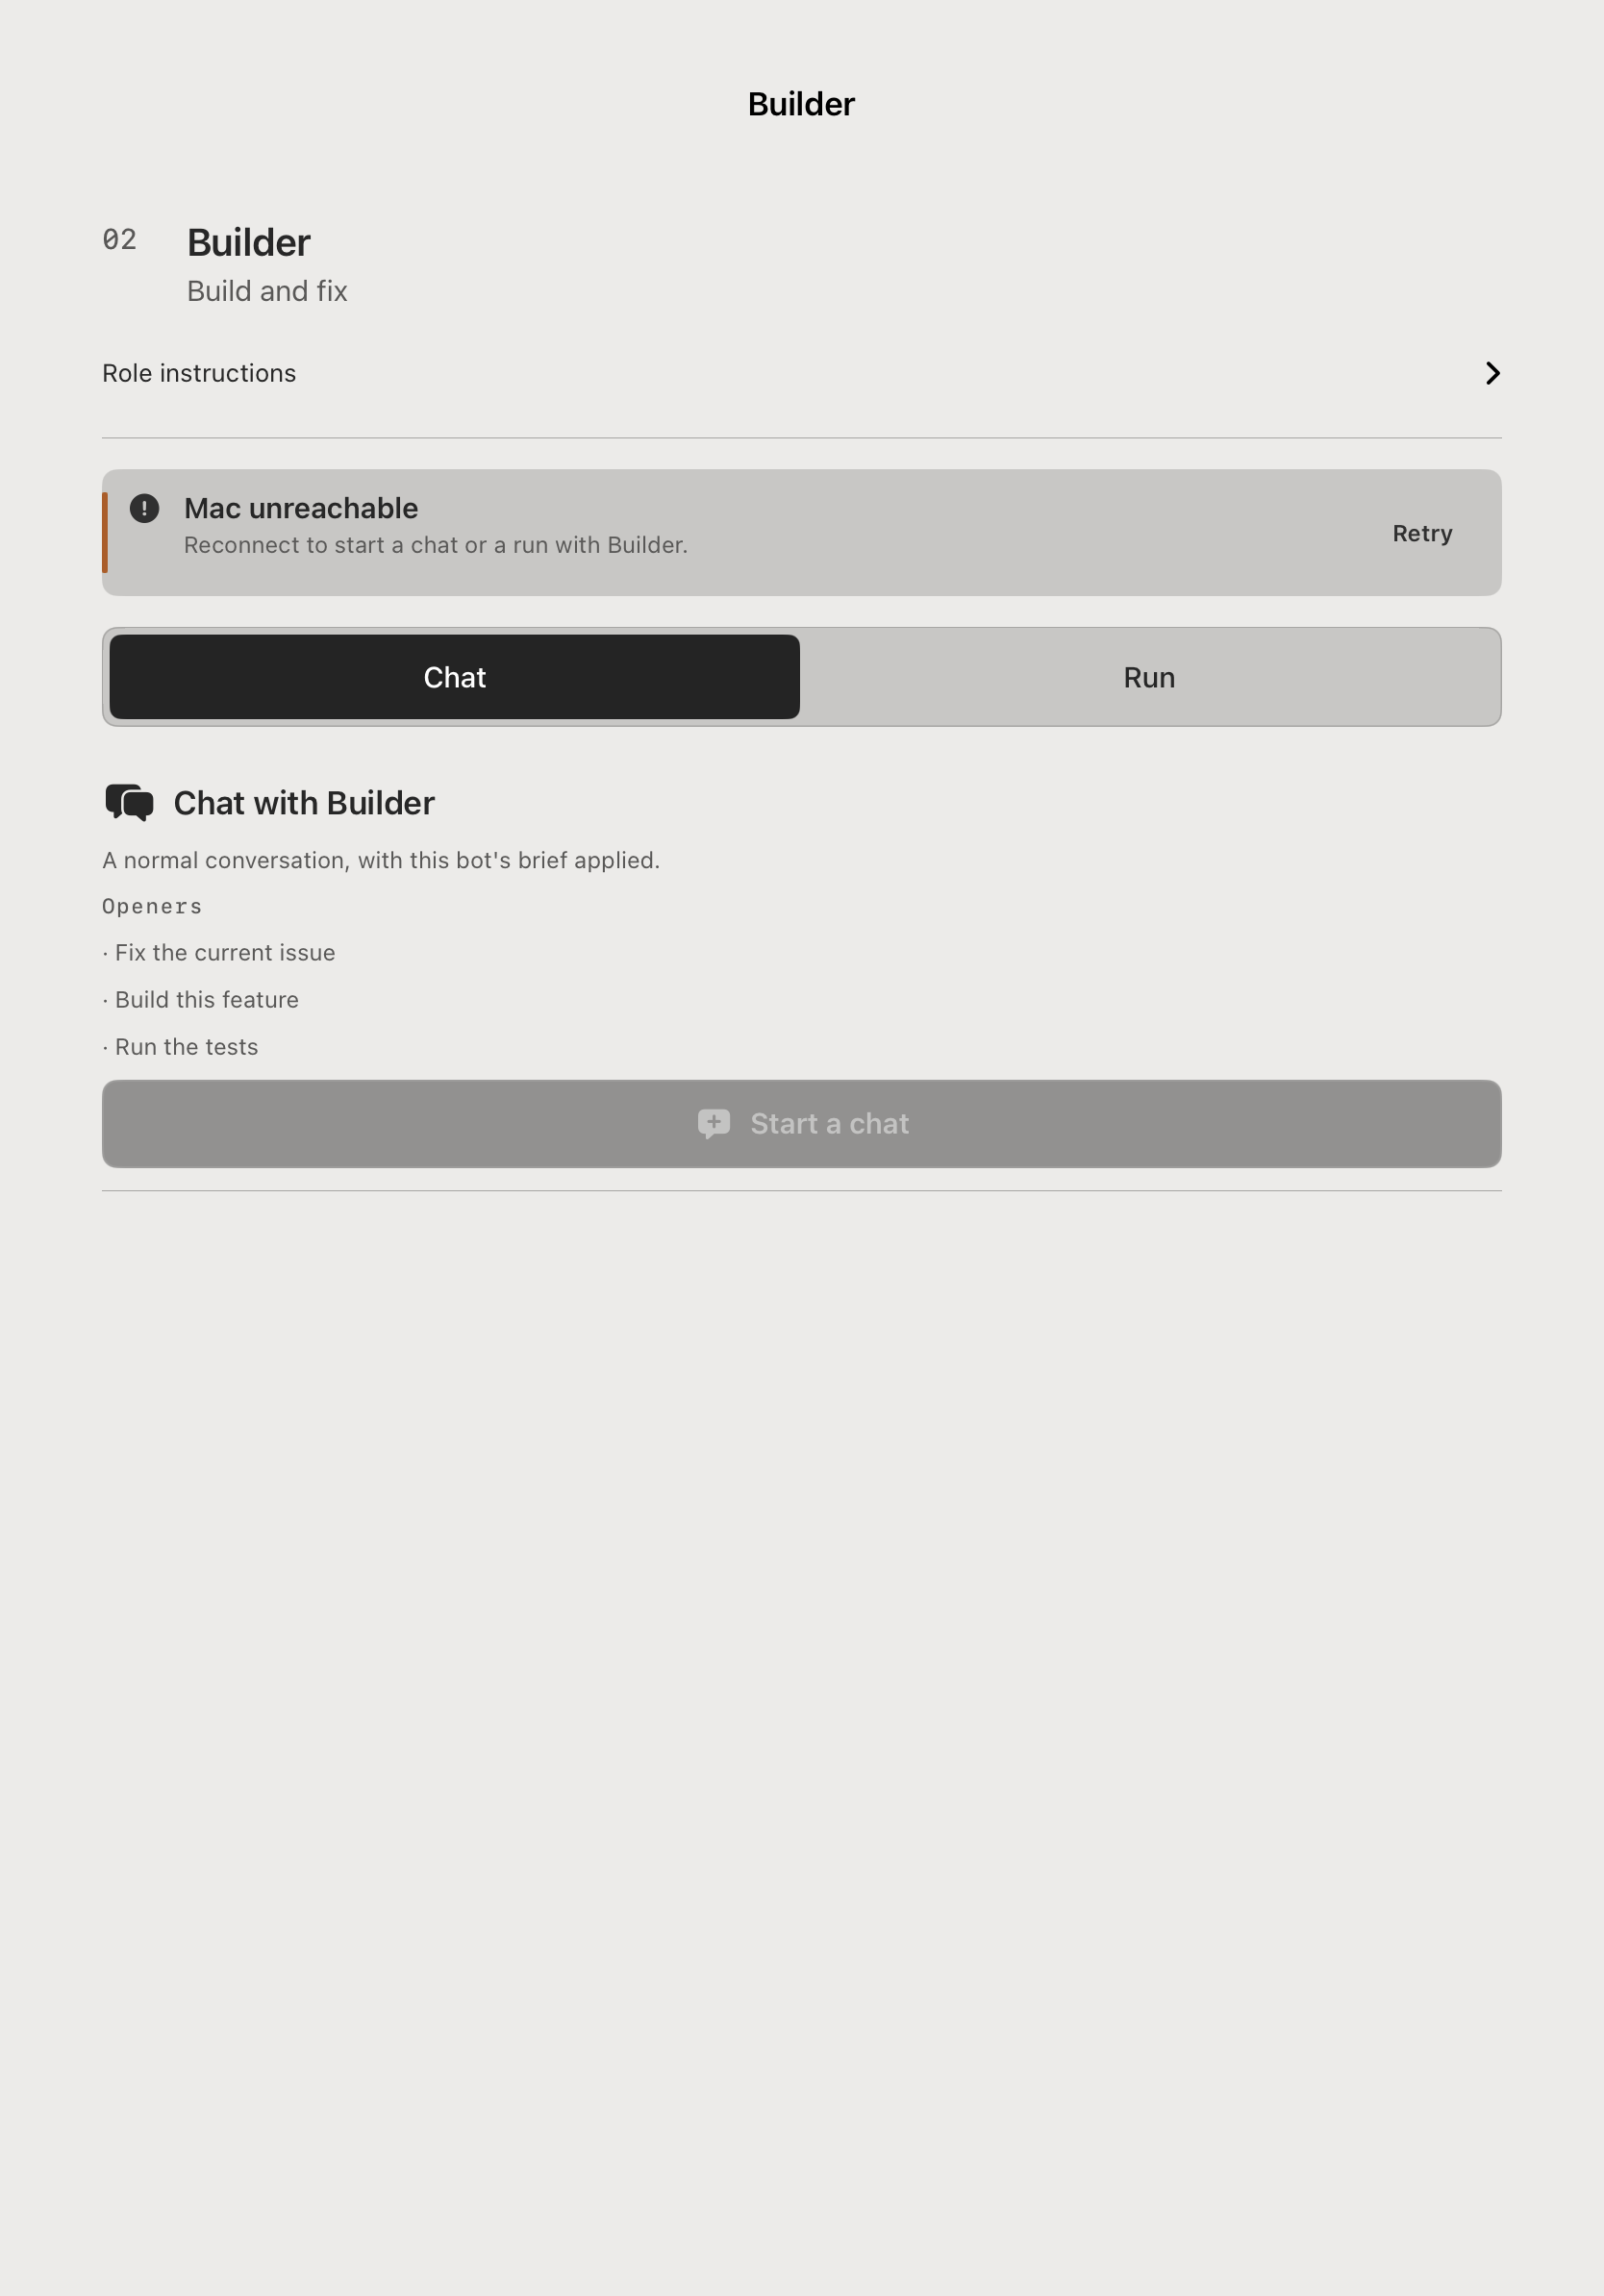 Builder
02
Builder
Build and fix
Role instructions
Mac unreachable
Reconnect to start a chat or a run with Builder.
Retry
Chat
Run
Chat with Builder
A normal conversation, with this bot's brief applied.
Openers
· Fix the current issue
· Build this feature
· Run the tests
Start a chat